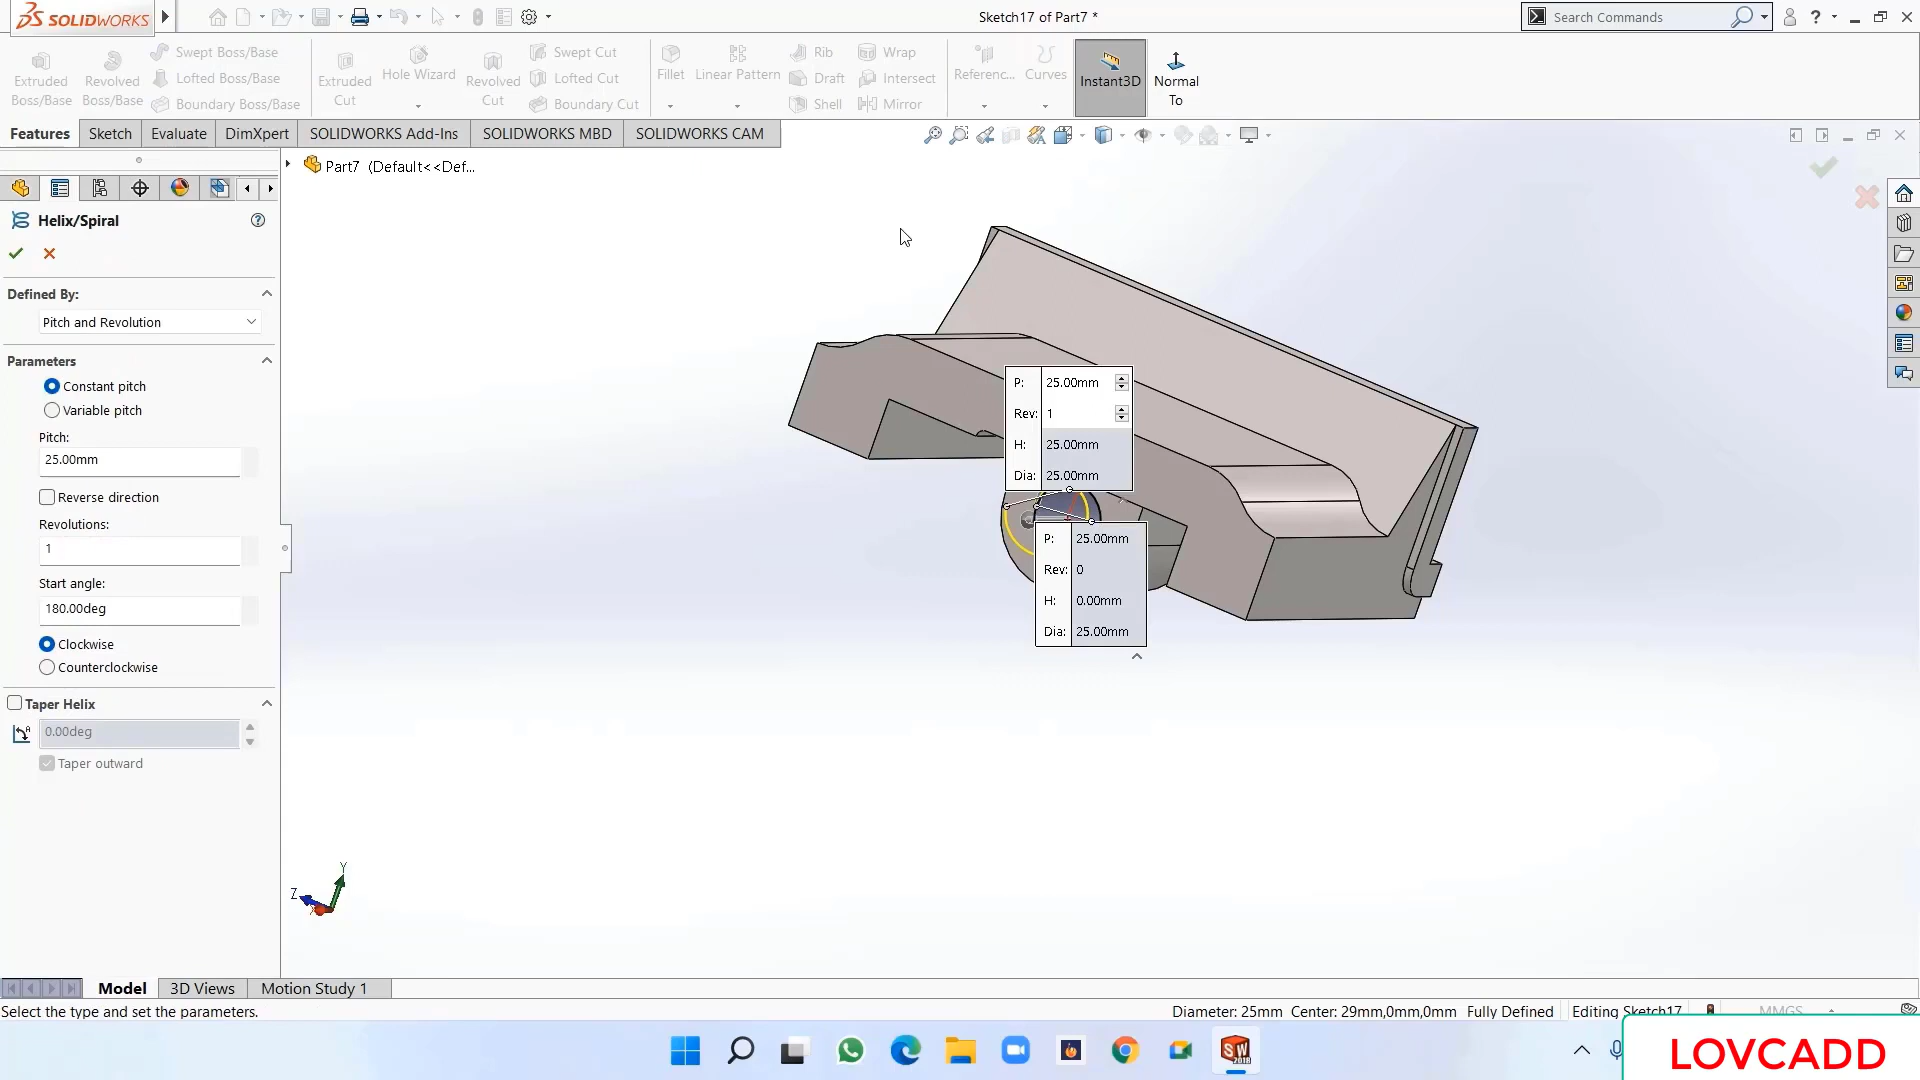 SOLIDWORKS
Sketch17 of Part7 *
Search Commands
?
Extruded Boss/Base
Revolved Boss/Base
Swept Boss/Base
Lofted Boss/Base
Boundary Boss/Base
Extruded Cut
Hole Wizard
Revolved Cut
Swept Cut
Lofted Cut
Boundary Cut
Fillet
Linear Pattern
Rib
Draft
Shell
Wrap
Intersect
Mirror
Referenc...
Curves
Instant3D
Normal To
Features
Sketch
Evaluate
DimXpert
SOLIDWORKS Add-Ins
SOLIDWORKS MBD
SOLIDWORKS CAM
Part7 (Default<<Def...
Helix/Spiral
?
Defined By:
Pitch and Revolution
Parameters
Constant pitch
Variable pitch
Pitch:
25.00mm
Reverse direction
Revolutions:
1
Start angle:
180.00deg
Clockwise
Counterclockwise
Taper Helix
0.00deg
Taper outward
P: 25.00mm
Rev: 1
H: 25.00mm
Dia: 25.00mm
P: 25.00mm
Rev: 0
H: 0.00mm
Dia: 25.00mm
Y
Z
Model
3D Views
Motion Study 1
Select the type and set the parameters.
Diameter: 25mm Center: 29mm,0mm,0mm Fully Defined
Editing Sketch17
MMGS
SW
2018
LOVCADD